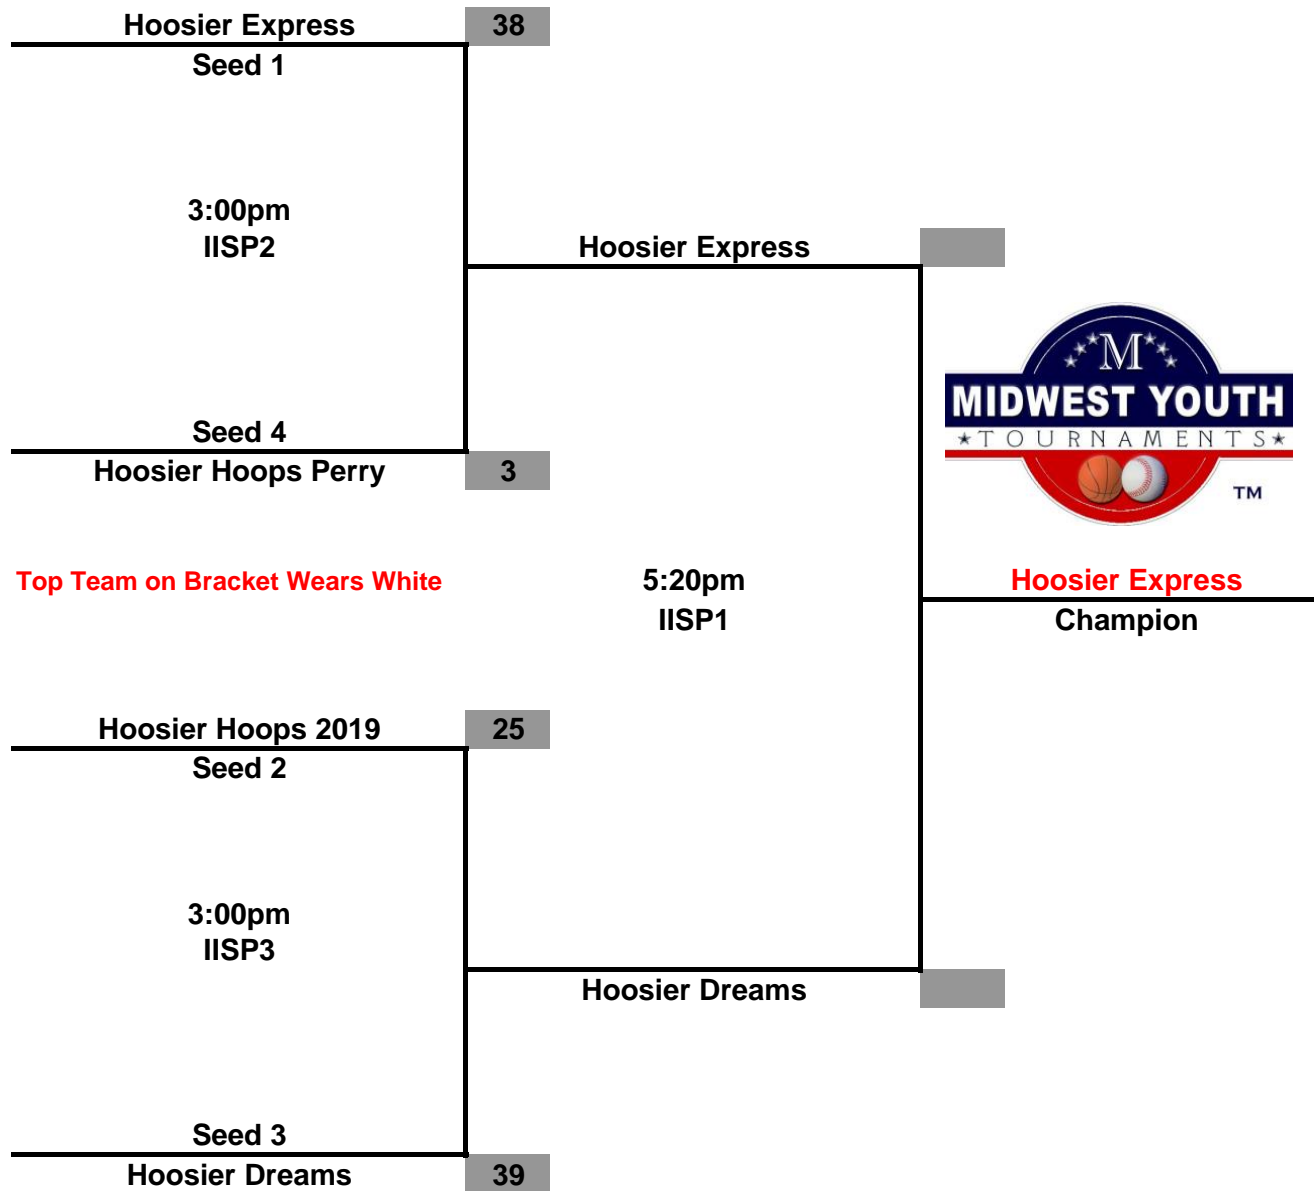 Hoosier Express 38
Seed 1
3:00pm
IISP2
Hoosier Express
M
MIDWEST YOUTH
TOURNAMENTS
TM
Seed 4
Hoosier Hoops Perry 3
Top Team on Bracket Wears White
5:20pm
IISP1
Hoosier Express
Champion
Hoosier Hoops 2019 25
Seed 2
3:00pm
IISP3
Hoosier Dreams
Seed 3
Hoosier Dreams 39